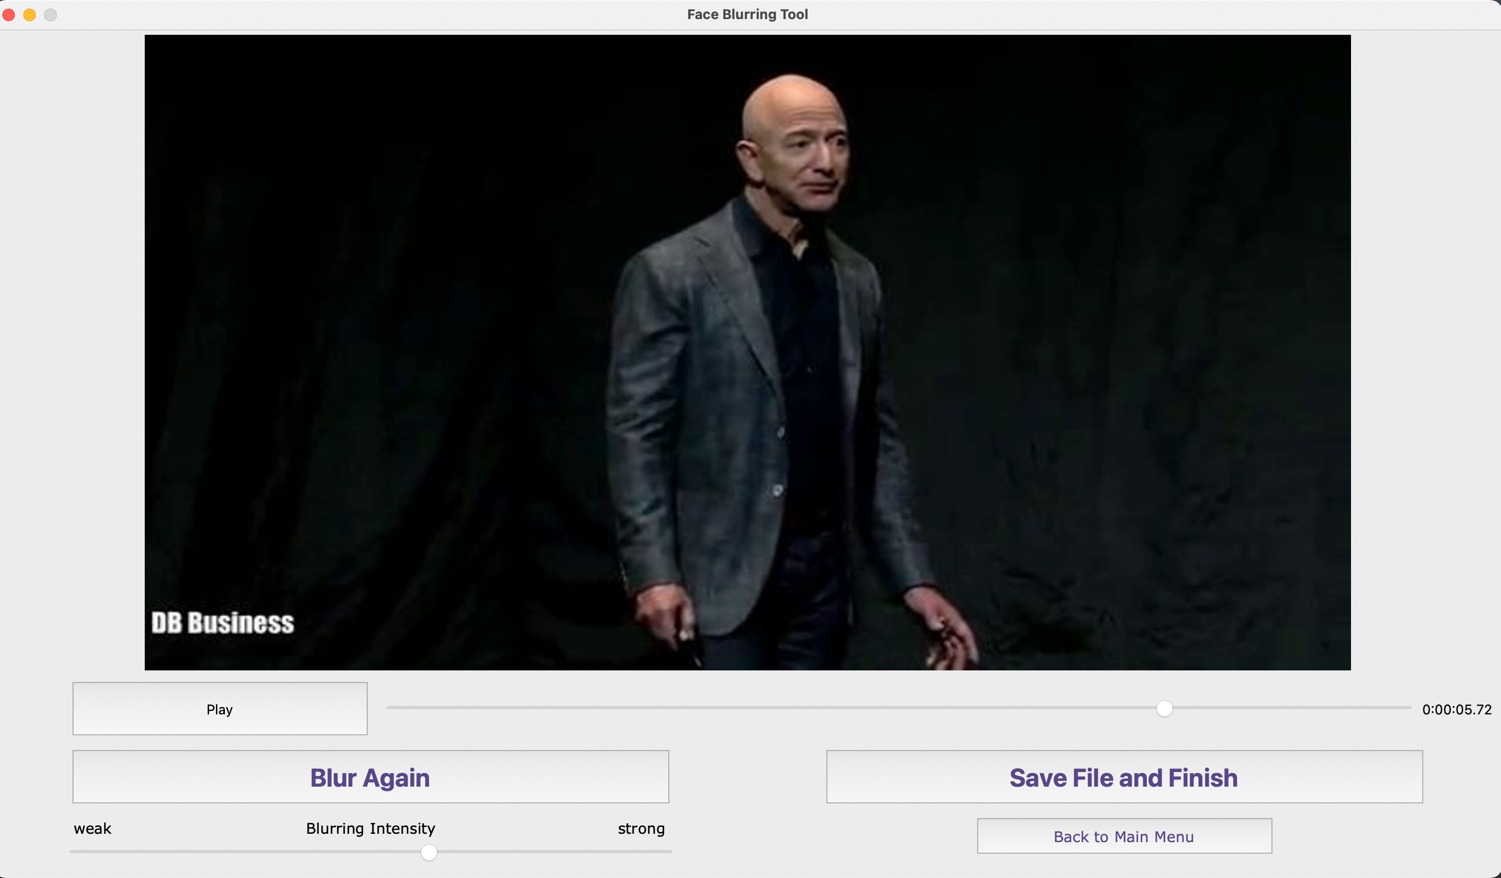 Face Blurring Tool
DB Business
Play
0:00:05.72
Blur Again
Save File and Finish
weak
Blurring Intensity
strong
Back to Main Menu